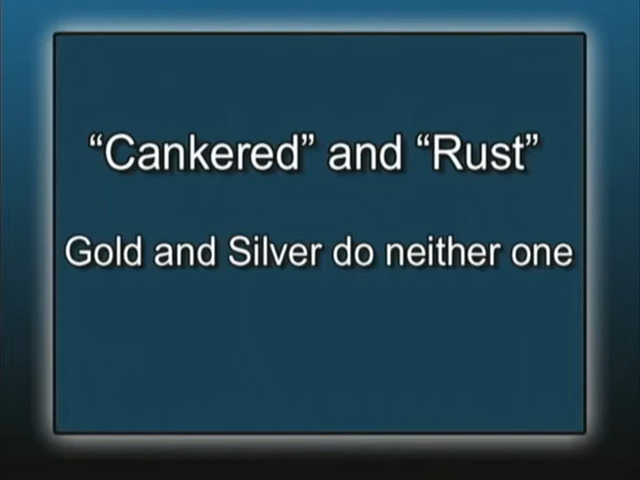 “Cankered” and “Rust”
Gold and Silver do neither one